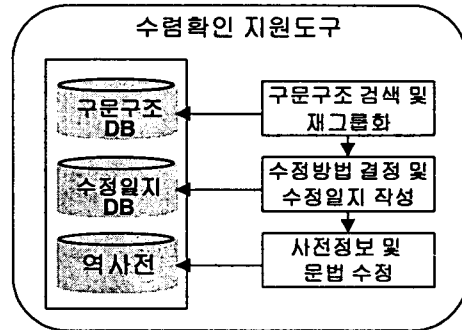 수령확인 지원도구
구문구조
DB
구문구조 검색 및
재그룹화
수정일지
DB
수정방법 결정 및
수정일지 작성
역사전
사전정보 및
문법 수정